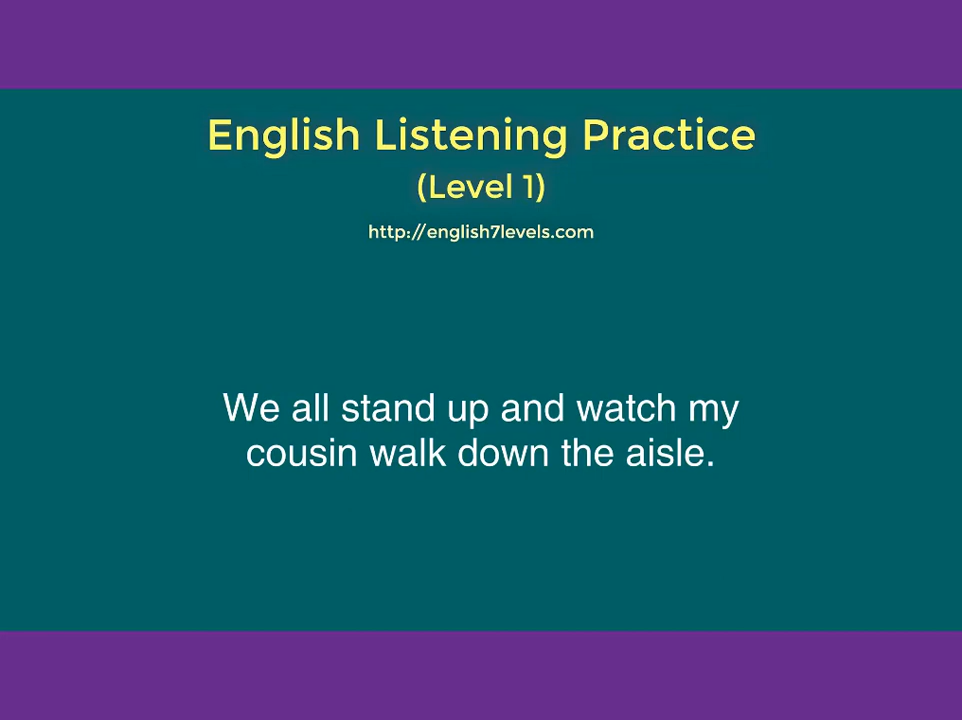 English Listening Practice
(Level 1)
http://english7levels.com
We all stand up and watch my
cousin walk down the aisle.